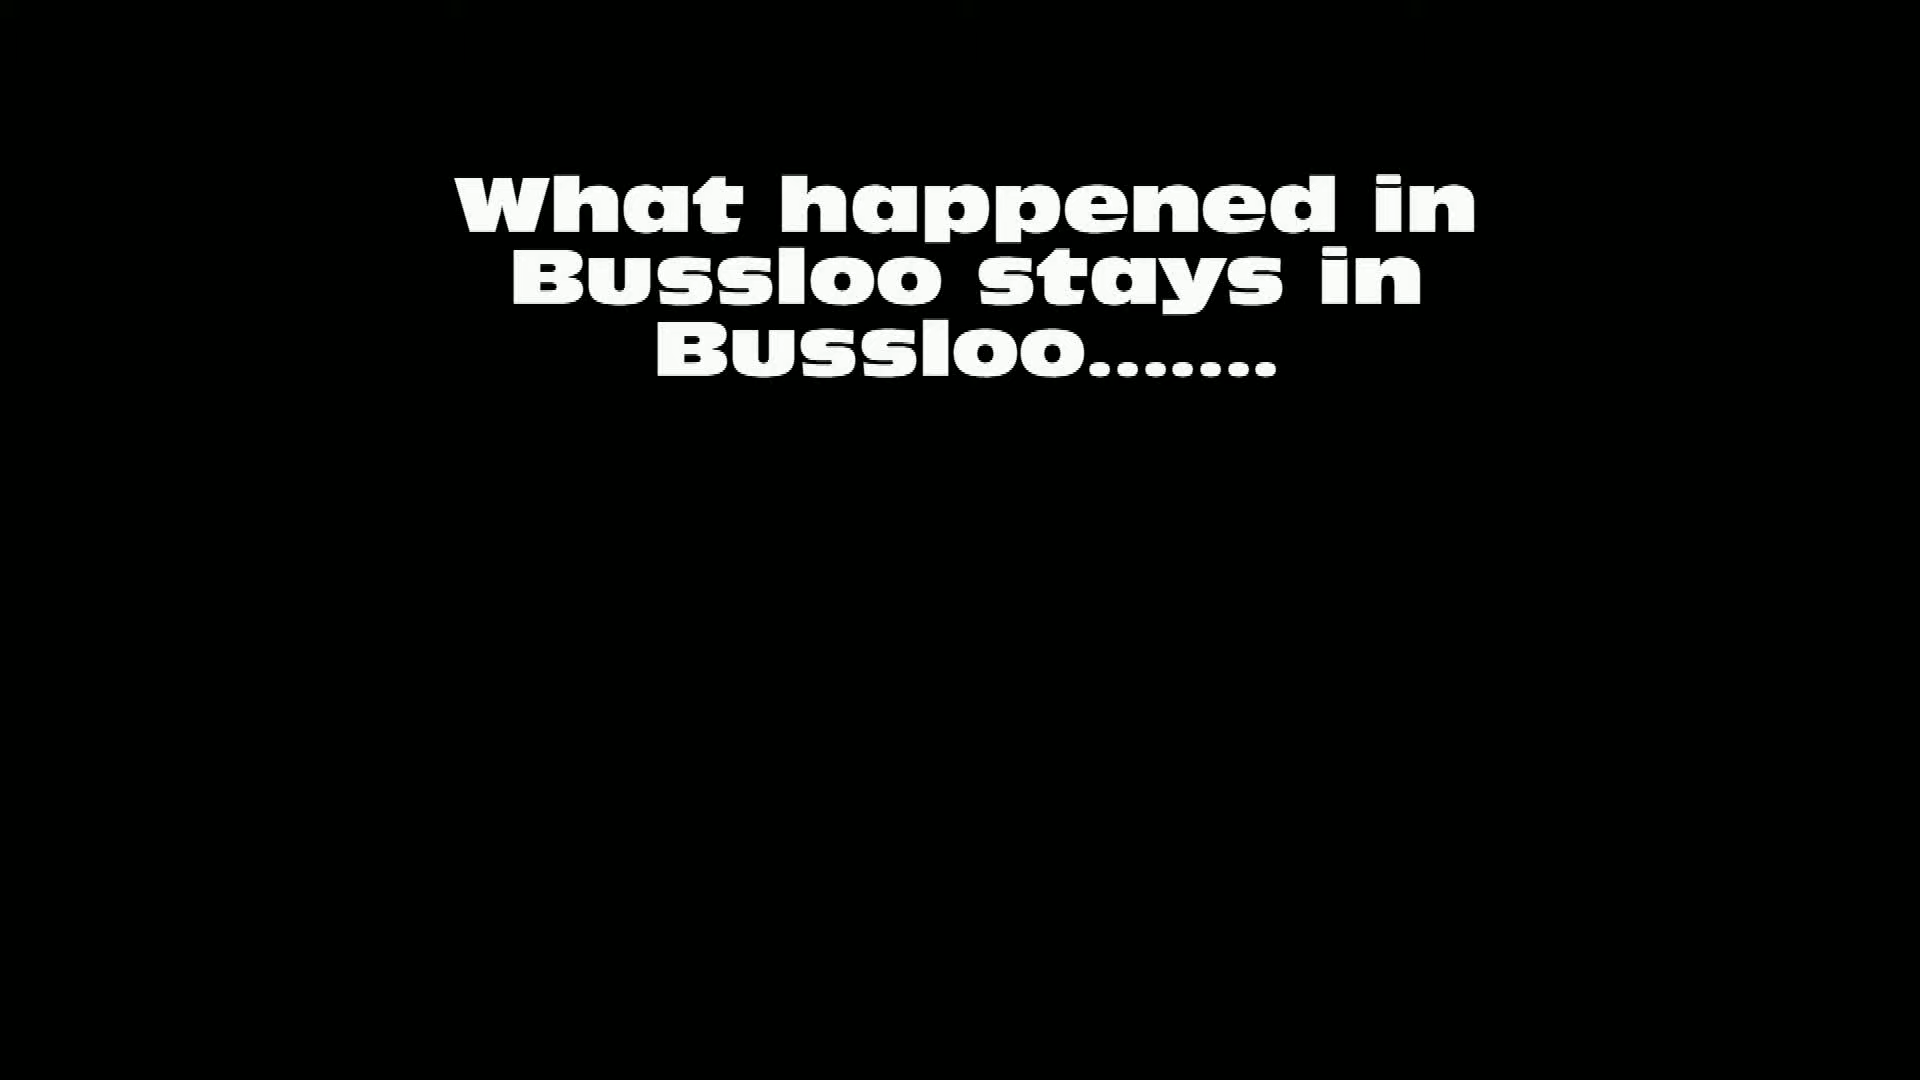 What happened in
Bussloo stays in
Bussloo.......